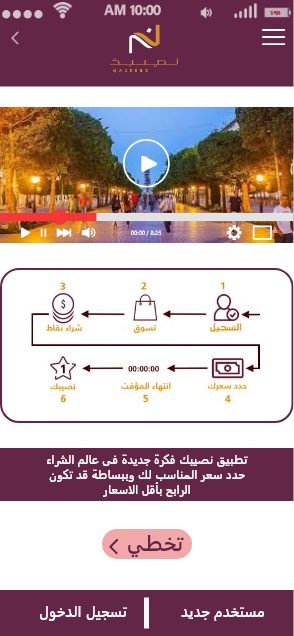 AM 10:00
نصيبك
NASEEBK
00:00 / 8:25
1
2
3
التسجيل
تسوق
شراء نقاط
$
00:00:00
1
حدد سعرك
انتهاء المؤقت
نصيبك
4
5
6
تطبيق نصيبك فكرة جديدة فى عالم الشراء
حدد سعر المناسب لك وببساطة قد تكون
الرابح بأقل الاسعار
تخطي
مستخدم جديد
تسجيل الدخول